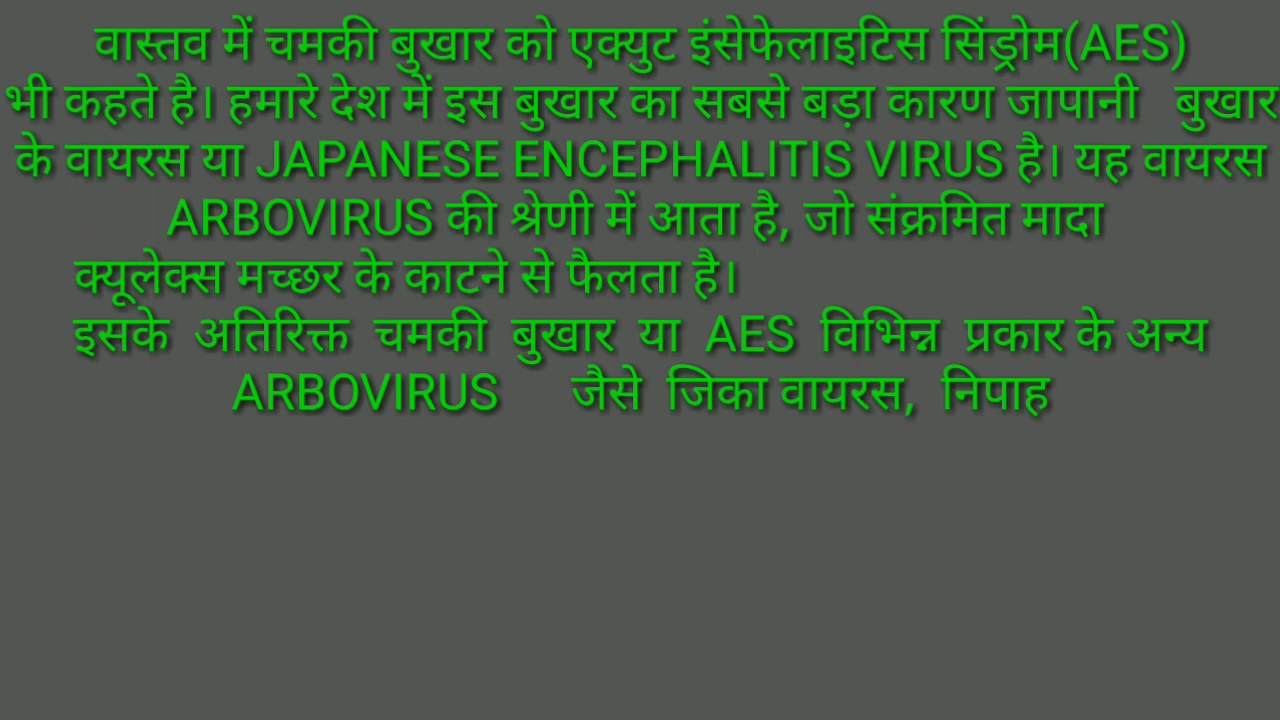 वास्तव में चमकी बुखार को एक्युट इंसेफेलाइटिस सिंड्रोम(AES)
भी कहते है। हमारे देश में इस बुखार का सबसे बड़ा कारण जापानी बुखार
के वायरस या JAPANESE ENCEPHALITIS VIRUS है। यह वायरस
ARBOVIRUS की श्रेणी में आता है, जो संक्रमित मादा
क्यूलेक्स मच्छर के काटने से फैलता है।
इसके अतिरिक्त चमकी बुखार या AES विभिन्न प्रकार के अन्य
ARBOVIRUS जैसे जिका वायरस, निपाह